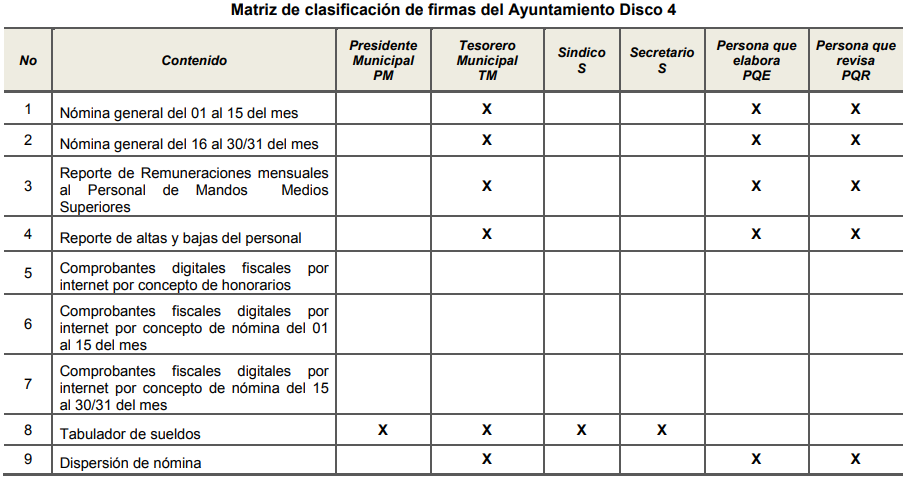 Matriz de clasificación de firmas del Ayuntamiento Disco 4
No Contenido Presidente Municipal PM Tesorero Municipal TM Sindico S Secretario S Persona que elabora PQE Persona que revisa PQR
1 Nómina general del 01 al 15 del mes X X X
2 Nómina general del 16 al 30/31 del mes X X X
3 Reporte de Remuneraciones mensuales
al Personal de Mandos Medios
Superiores X X X
4 Reporte de altas y bajas del personal X X X
5 Comprobantes digitales fiscales por
internet por concepto de honorarios
6 Comprobantes fiscales digitales por
internet por concepto de nómina del 01
al 15 del mes
7 Comprobantes fiscales digitales por
internet por concepto de nómina del 15
al 30/31 del mes
8 Tabulador de sueldos X X X X
9 Dispersión de nómina X X X